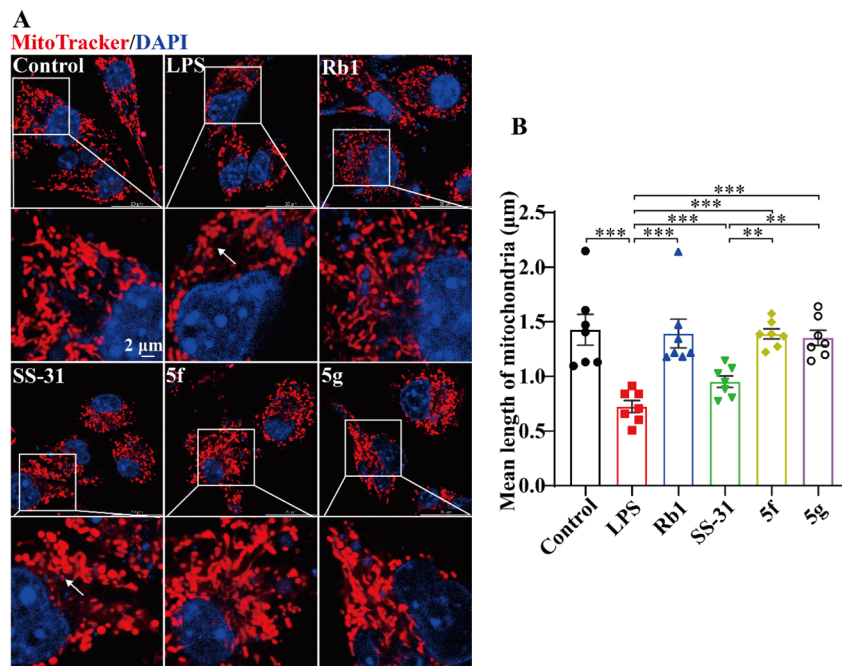 A
MitoTracker/DAPI
Control
LPS
Rb1
2 μm
SS-31
5f
5g
B
Mean length of mitochondria (μm)
2.5
2.0
1.5
1.0
0.5
0.0
***
***
*** **
*** *** **
Control
LPS
Rb1
SS-31
5f
5g